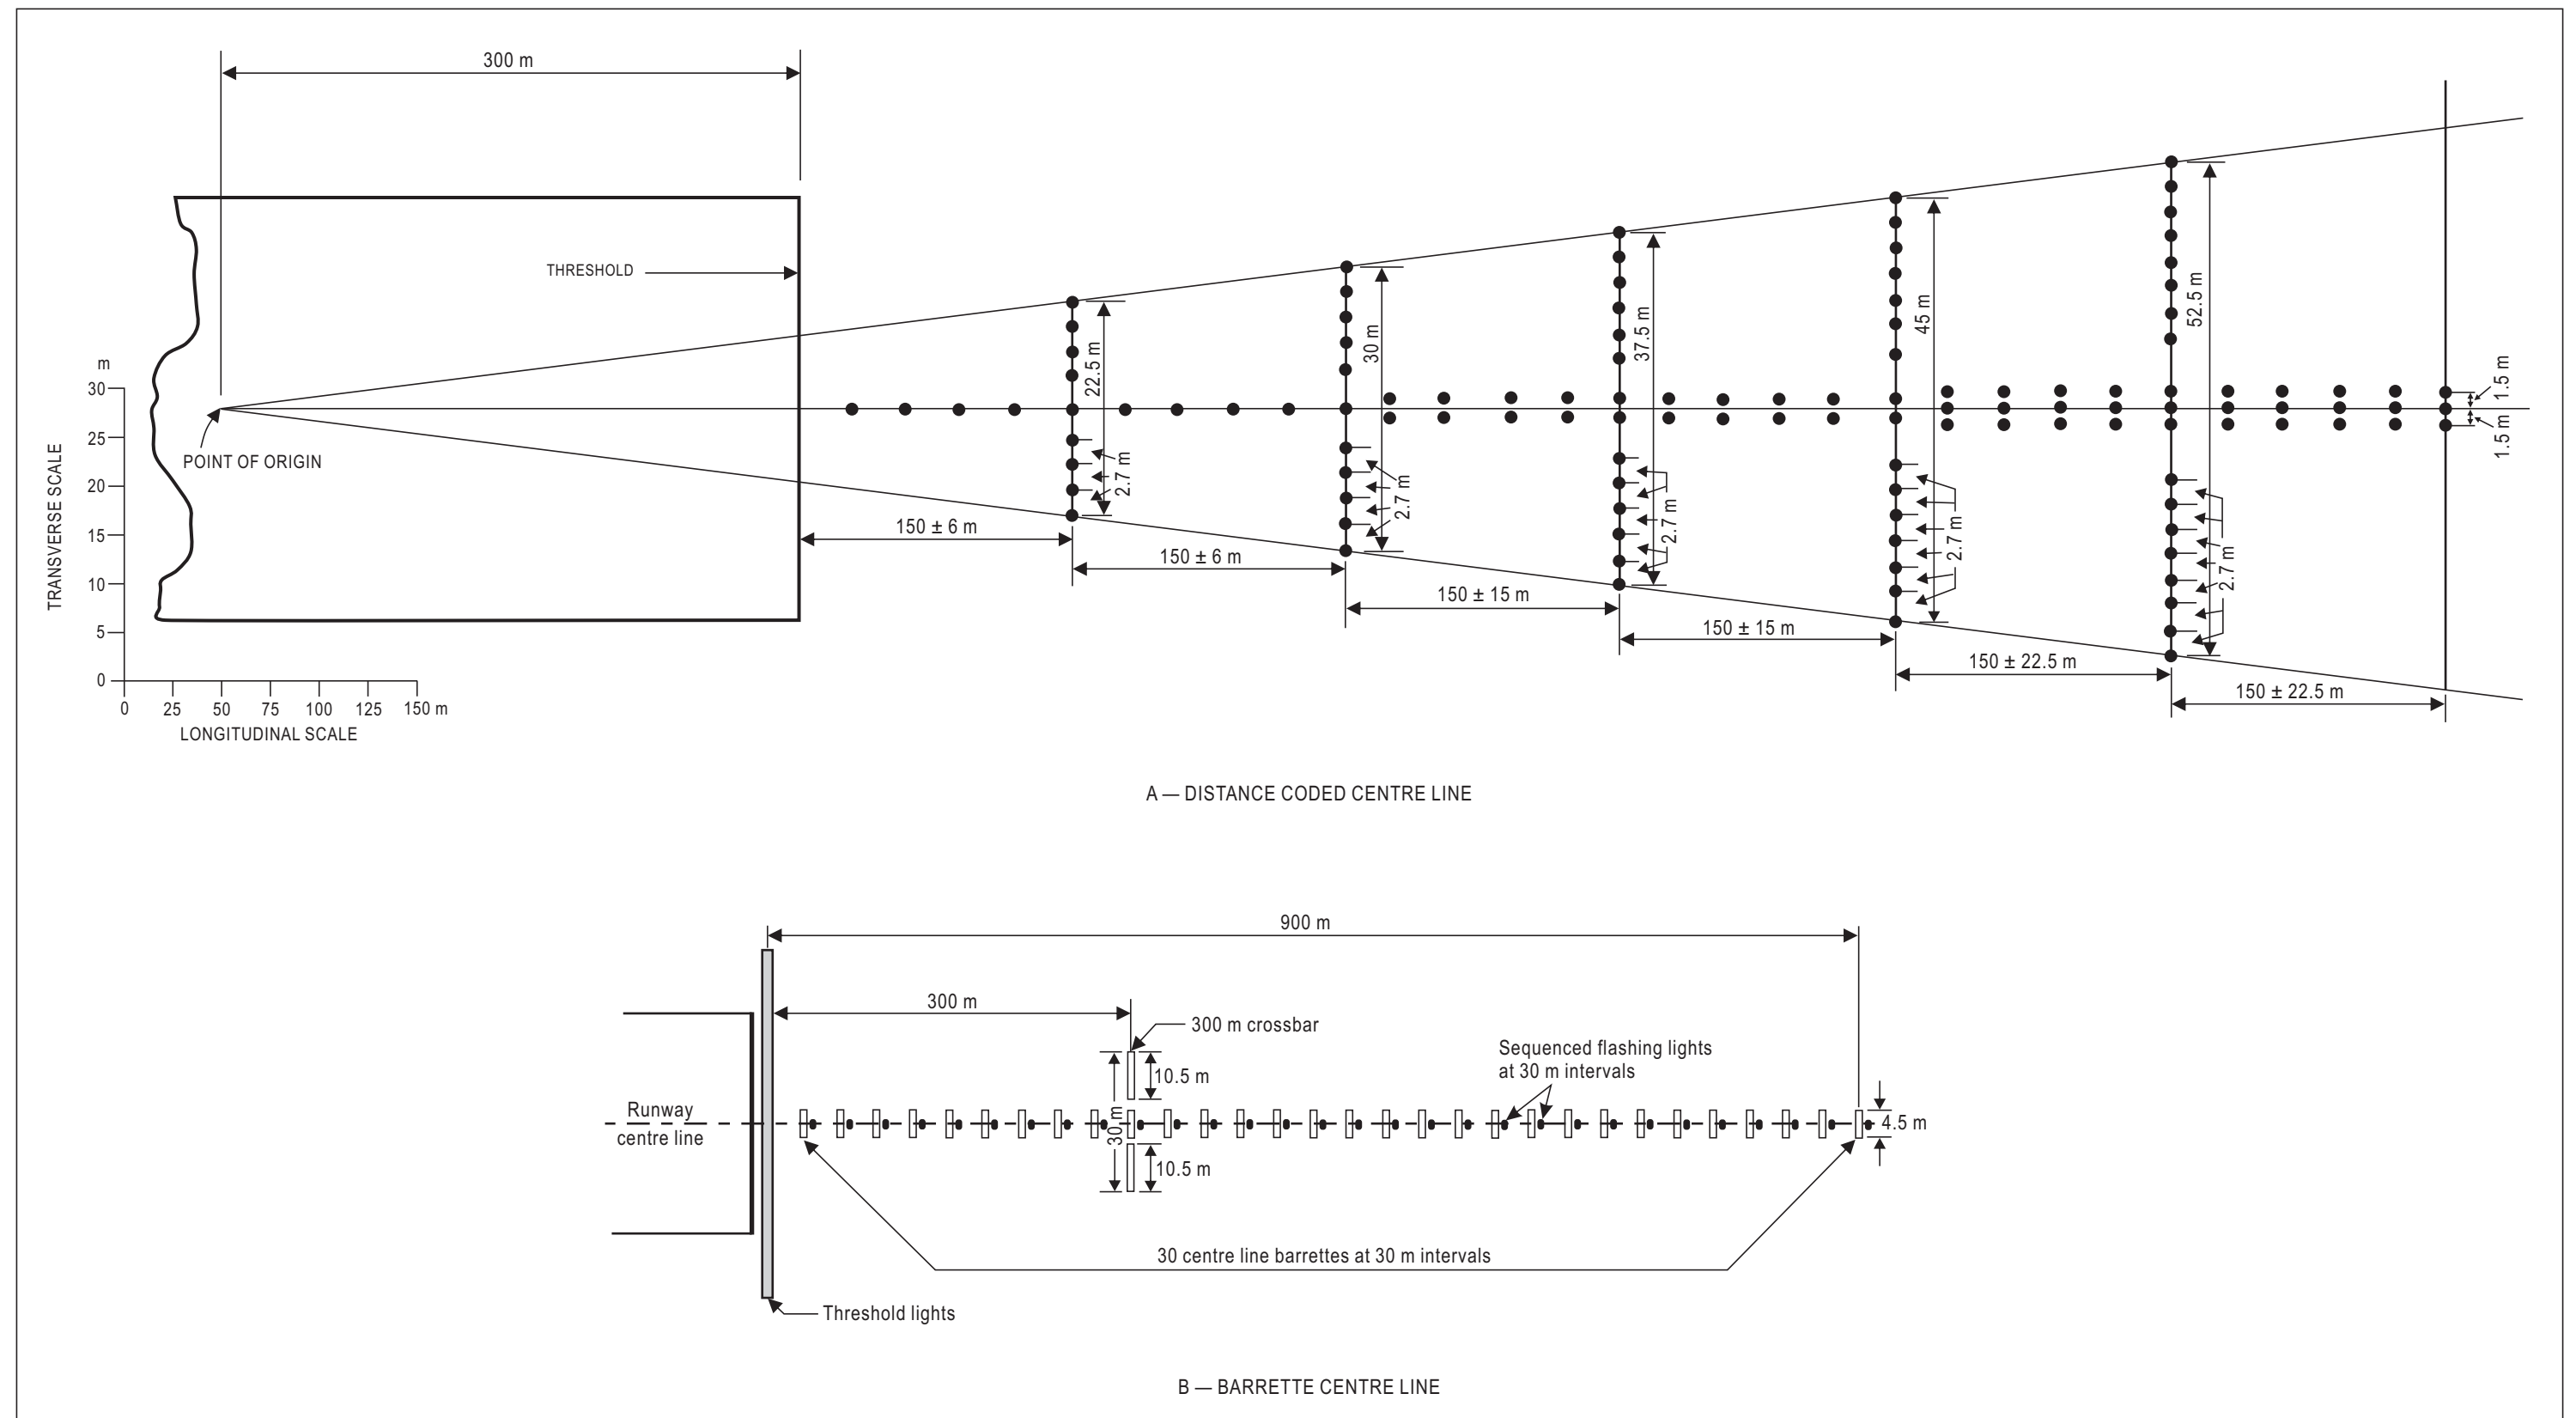 300 m
THRESHOLD
POINT OF ORIGIN
m
30
25
20
15
10
5
0
TRANSVERSE SCALE
0 25 50 75 100 125 150 m
LONGITUDINAL SCALE
22.5 m
2.7 m
30 m
2.7 m
37.5 m
2.7 m
45 m
2.7 m
52.5 m
2.7 m
1.5 m
1.5 m
150 ± 6 m
150 ± 6 m
150 ± 15 m
150 ± 15 m
150 ± 22.5 m
150 ± 22.5 m
A — DISTANCE CODED CENTRE LINE
900 m
300 m
300 m crossbar
10.5 m
30 m
10.5 m
Sequenced flashing lights
at 30 m intervals
Runway
centre line
4.5 m
30 centre line barrettes at 30 m intervals
Threshold lights
B — BARRETTE CENTRE LINE